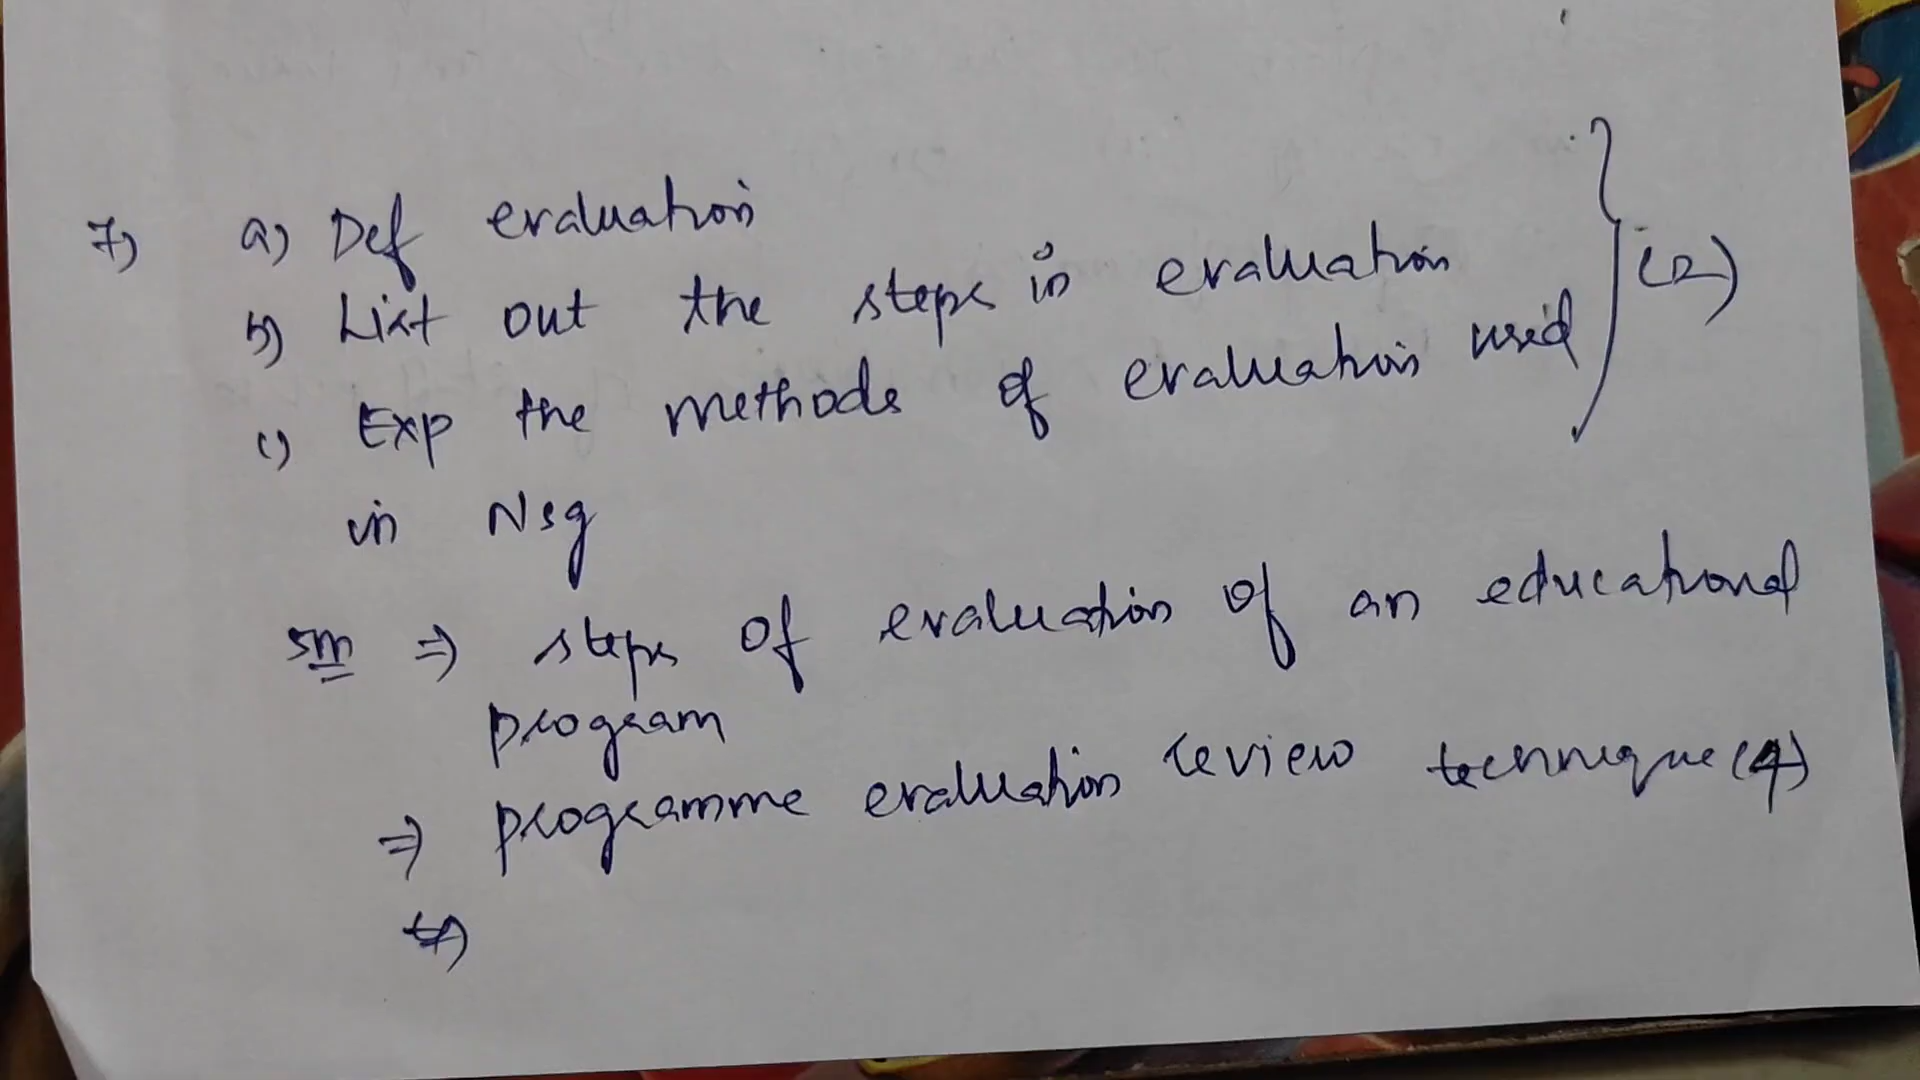 7) a) Def evaluation
b) List out the steps in evaluation
c) Exp the methods of evaluation used } (2)
in Nsg
5m => steps of evaluation of an educational
program
=> programme evaluation review technique (4)